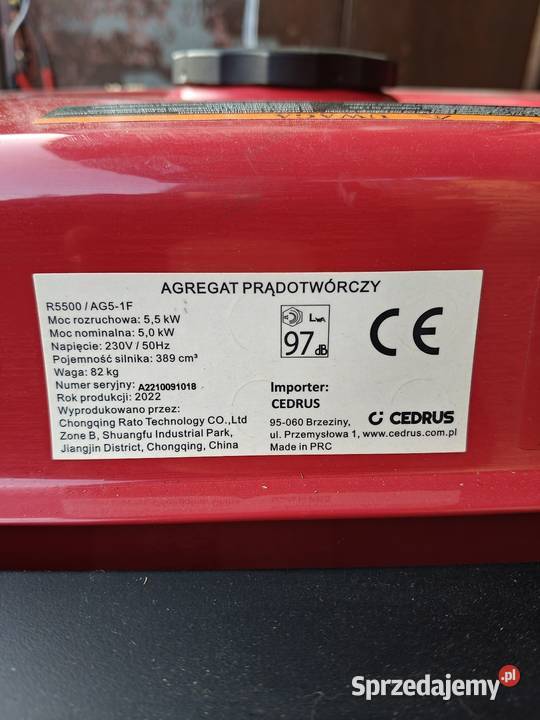 UWAGA
AGREGAT PRĄDOTWÓRCZY
R5500 / AG5-1F
Moc rozruchowa: 5,5 kW
Moc nominalna: 5,0 kW
Napięcie: 230V / 50Hz
Pojemność silnika: 389 cm³
Waga: 82 kg
Numer seryjny: A2210091018
Rok produkcji: 2022
Wyprodukowano przez:
Chongqing Rato Technology CO.,Ltd
Zone B, Shuangfu Industrial Park,
Jiangjin District, Chongqing, China
LWA
97 dB
CE
Importer:
CEDRUS
CEDRUS
95-060 Brzeziny,
ul. Przemysłowa 1, www.cedrus.com.pl
Made in PRC
Sprzedajemy.pl